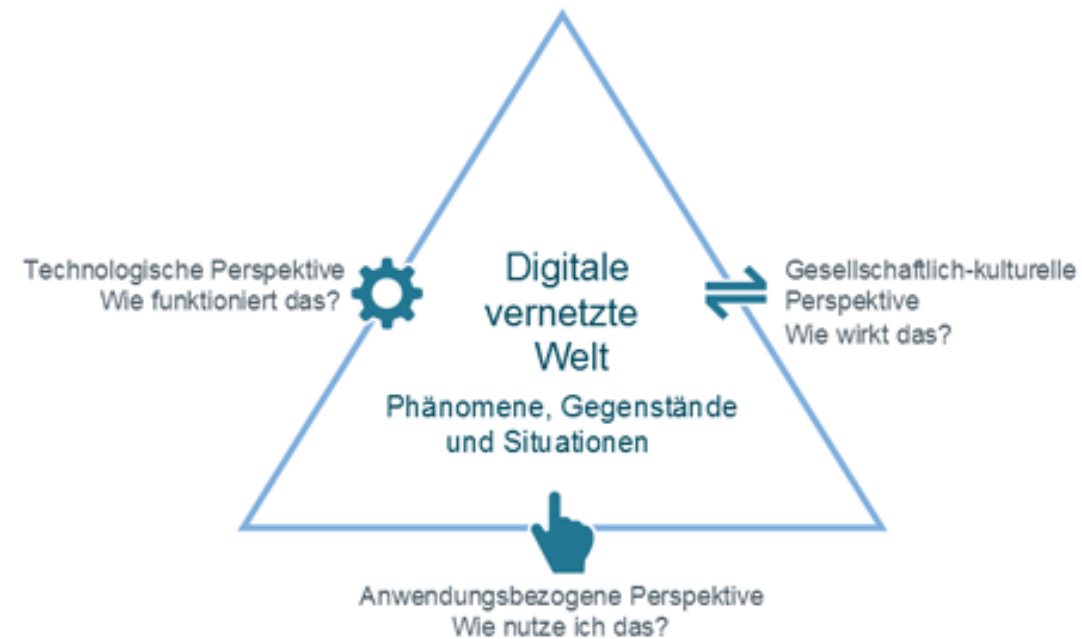 Digitale
vernetzte
Welt
Phänomene, Gegenstände
und Situationen
Technologische Perspektive
Wie funktioniert das?
Gesellschaftlich-kulturelle
Perspektive
Wie wirkt das?
Anwendungsbezogene Perspektive
Wie nutze ich das?